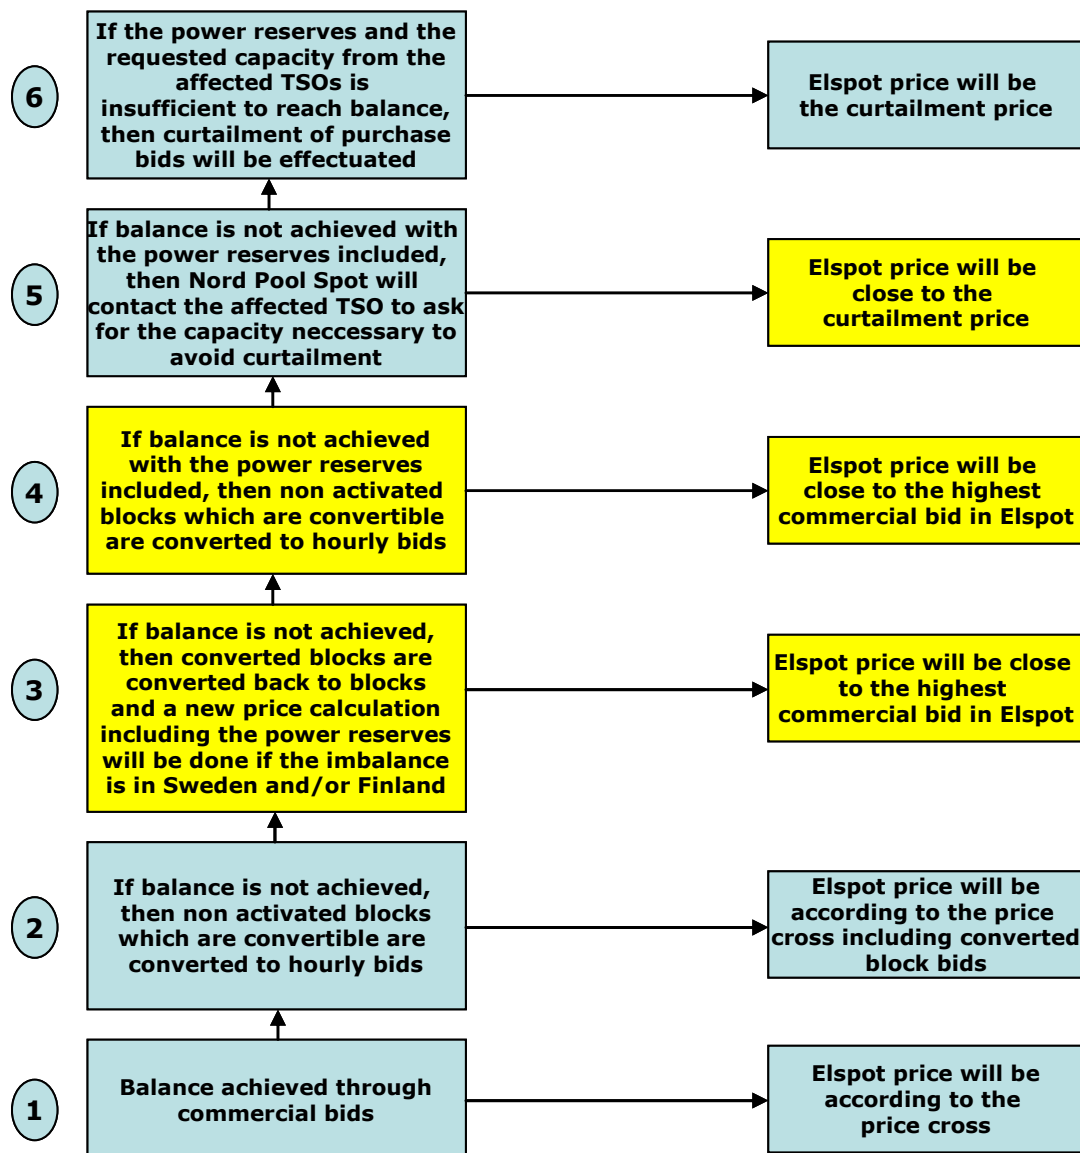 6
If the power reserves and the
requested capacity from the
affected TSOs is
insufficient to reach balance,
then curtailment of purchase
bids will be effectuated
Elspot price will be
the curtailment price
5
If balance is not achieved with
the power reserves included,
then Nord Pool Spot will
contact the affected TSO to ask
for the capacity neccessary to
avoid curtailment
Elspot price will be
close to the
curtailment price
4
If balance is not achieved
with the power reserves
included, then non activated
blocks which are convertible
are converted to hourly bids
Elspot price will be
close to the highest
commercial bid in Elspot
3
If balance is not achieved,
then converted blocks are
converted back to blocks
and a new price calculation
including the power reserves
will be done if the imbalance
is in Sweden and/or Finland
Elspot price will be close
to the highest
commercial bid in Elspot
2
If balance is not achieved,
then non activated blocks
which are convertible are
converted to hourly bids
Elspot price will be
according to the price
cross including converted
block bids
1
Balance achieved through
commercial bids
Elspot price will be
according to the
price cross